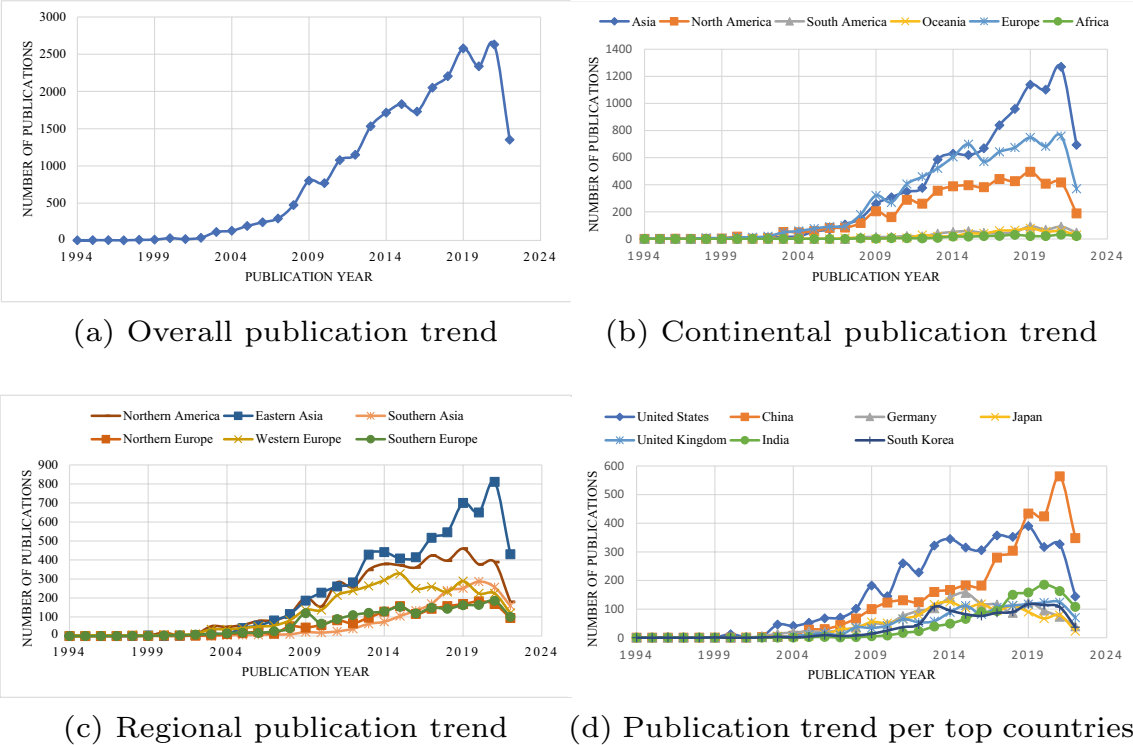 3000
2500
2000
1500
1000
500
0
NUMBER OF PUBLICATIONS
1994 1999 2004 2009 2014 2019 2024
PUBLICATION YEAR
(a) Overall publication trend
Asia North America South America Oceania Europe Africa
1400
1200
1000
800
600
400
200
0
NUMBER OF PUBLICATIONS
1994 1999 2004 2009 2014 2019 2024
PUBLICATION YEAR
(b) Continental publication trend
Northern America Eastern Asia Southern Asia
Northern Europe Western Europe Southern Europe
900
800
700
600
500
400
300
200
100
0
NUMBER OF PUBLICATIONS
1994 1999 2004 2009 2014 2019 2024
PUBLICATION YEAR
(c) Regional publication trend
United States China Germany Japan
United Kingdom India South Korea
600
500
400
300
200
100
0
NUMBER OF PUBLICATIONS
1994 1999 2004 2009 2014 2019 2024
PUBLICATION YEAR
(d) Publication trend per top countries